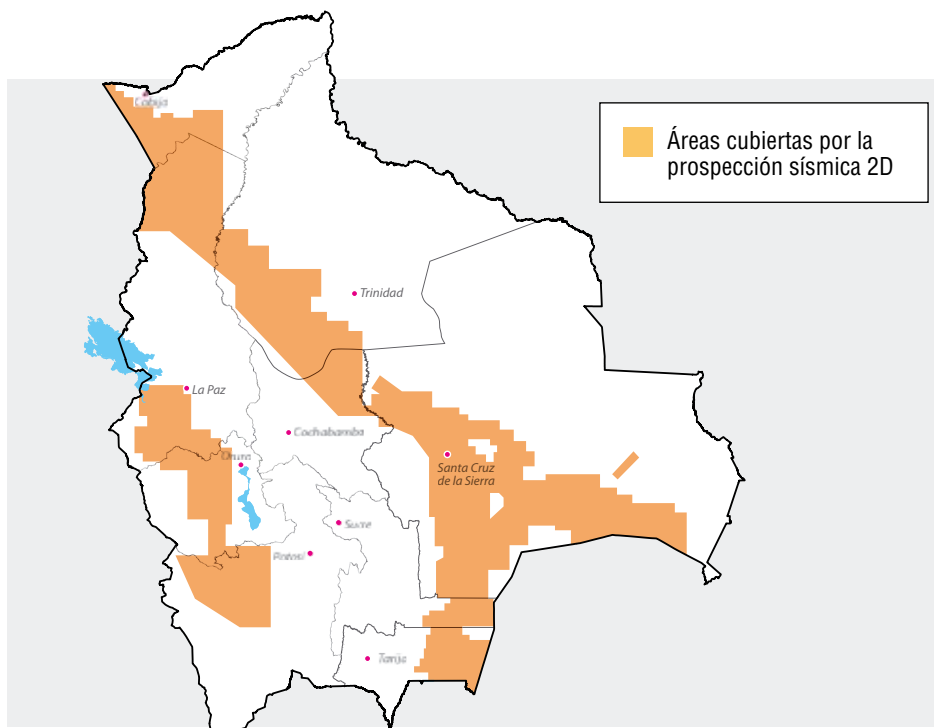 Cobija
Áreas cubiertas por la
prospección sísmica 2D
Trinidad
La Paz
Cochabamba
Oruro
Santa Cruz
de la Sierra
Sucre
Potosí
Tarija